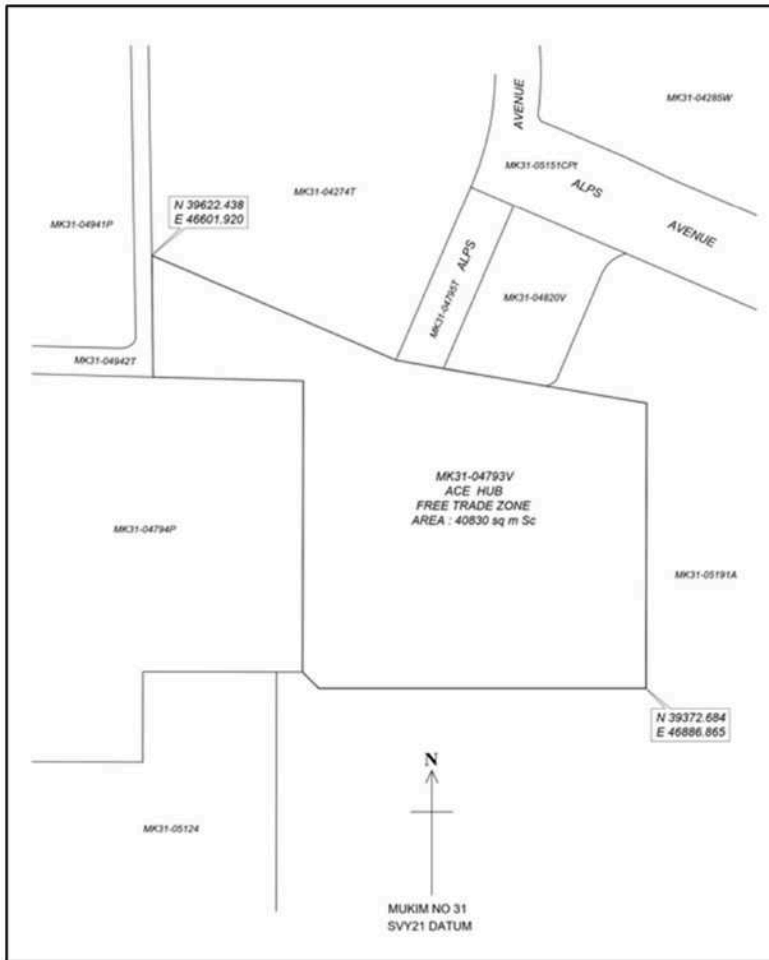 AVENUE
MK31-04285W
MK31-05151CPt
ALPS
AVENUE
MK31-04274T
N 39622.438
E 46601.920
MK31-04941P
ALPS
MK31-04795T
MK31-04820V
MK31-04942T
MK31-04793V
ACE HUB
FREE TRADE ZONE
AREA : 40830 sq m Sc
MK31-04794P
MK31-05191A
N 39372.684
E 46886.865
N
MK31-05124
MUKIM NO 31
SVY21 DATUM